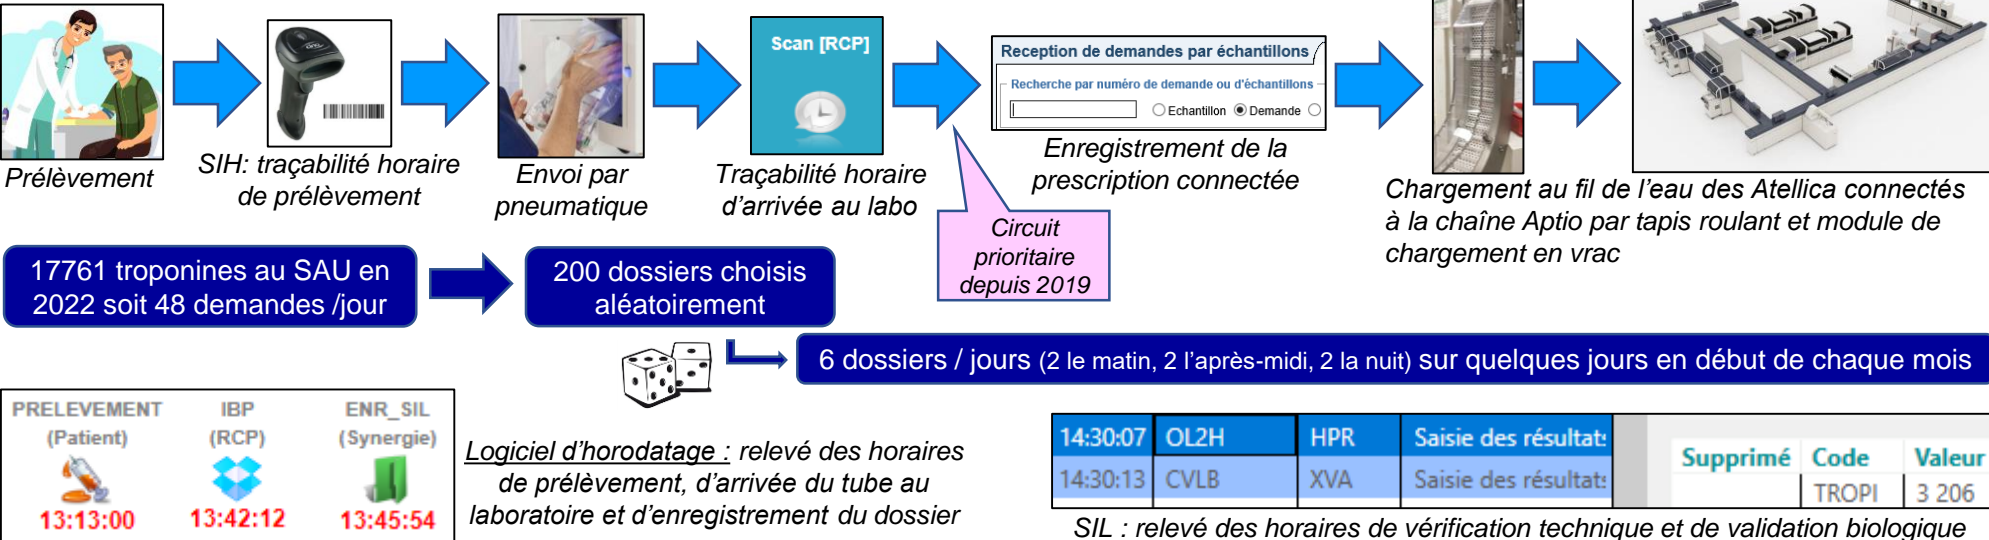 Prélèvement
SIH: traçabilité horaire
de prélèvement
Envoi par
pneumatique
Scan [RCP]
Traçabilité horaire
d'arrivée au labo
Reception de demandes par échantillons
Recherche par numéro de demande ou d'échantillons
Echantillon Demande
Enregistrement de la
prescription connectée
Circuit
prioritaire
depuis 2019
Chargement au fil de l'eau des Atellica connectés
à la chaîne Aptio par tapis roulant et module de
chargement en vrac
17761 troponines au SAU en
2022 soit 48 demandes /jour
200 dossiers choisis
aléatoirement
6 dossiers / jours (2 le matin, 2 l'après-midi, 2 la nuit) sur quelques jours en début de chaque mois
PRELEVEMENT IBP ENR_SIL
(Patient) (RCP) (Synergie)
13:13:00 13:42:12 13:45:54
Logiciel d'horodatage : relevé des horaires
de prélèvement, d'arrivée du tube au
laboratoire et d'enregistrement du dossier
14:30:07 OL2H HPR Saisie des résultats
14:30:13 CVLB XVA Saisie des résultats
Supprimé Code Valeur
TROPI 3 206
SIL : relevé des horaires de vérification technique et de validation biologique